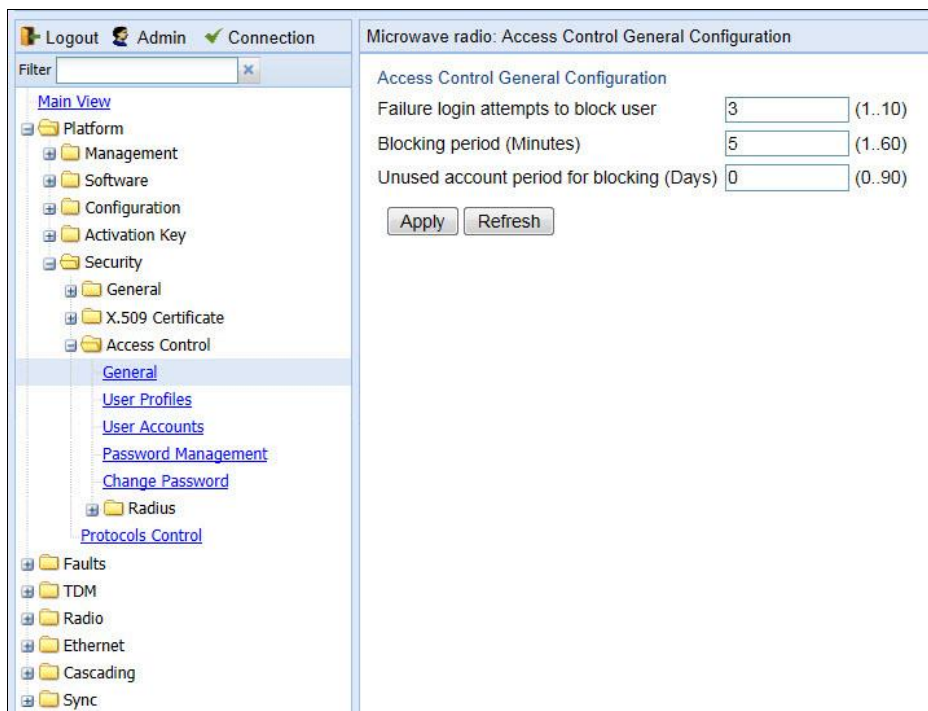 Logout Admin Connection
Filter
Main View
Platform
Management
Software
Configuration
Activation Key
Security
General
X.509 Certificate
Access Control
General
User Profiles
User Accounts
Password Management
Change Password
Radius
Protocols Control
Faults
TDM
Radio
Ethernet
Cascading
Sync
Microwave radio: Access Control General Configuration
Access Control General Configuration
Failure login attempts to block user 3 (1..10)
Blocking period (Minutes) 5 (1..60)
Unused account period for blocking (Days) 0 (0..90)
Apply Refresh